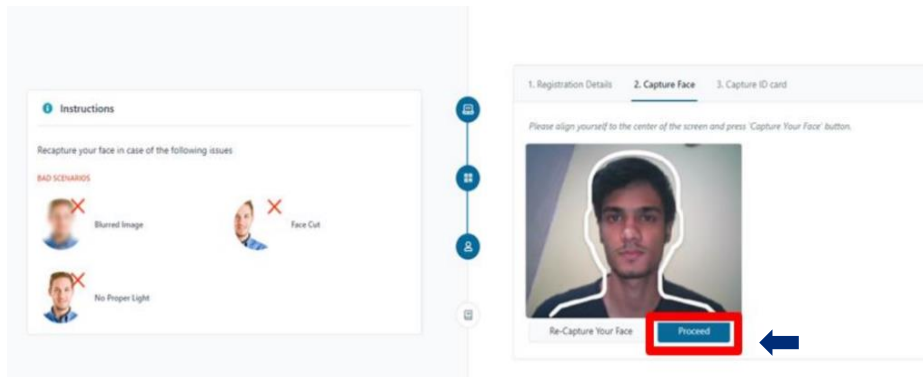 Instructions
Recapture your face in case of the following issues
BAD SCENARIOS
Blurred Image
Face Cut
No Proper Light
1. Registration Details
2. Capture Face
3. Capture ID card
Please align yourself to the center of the screen and press 'Capture Your Face' button.
Re-Capture Your Face
Proceed